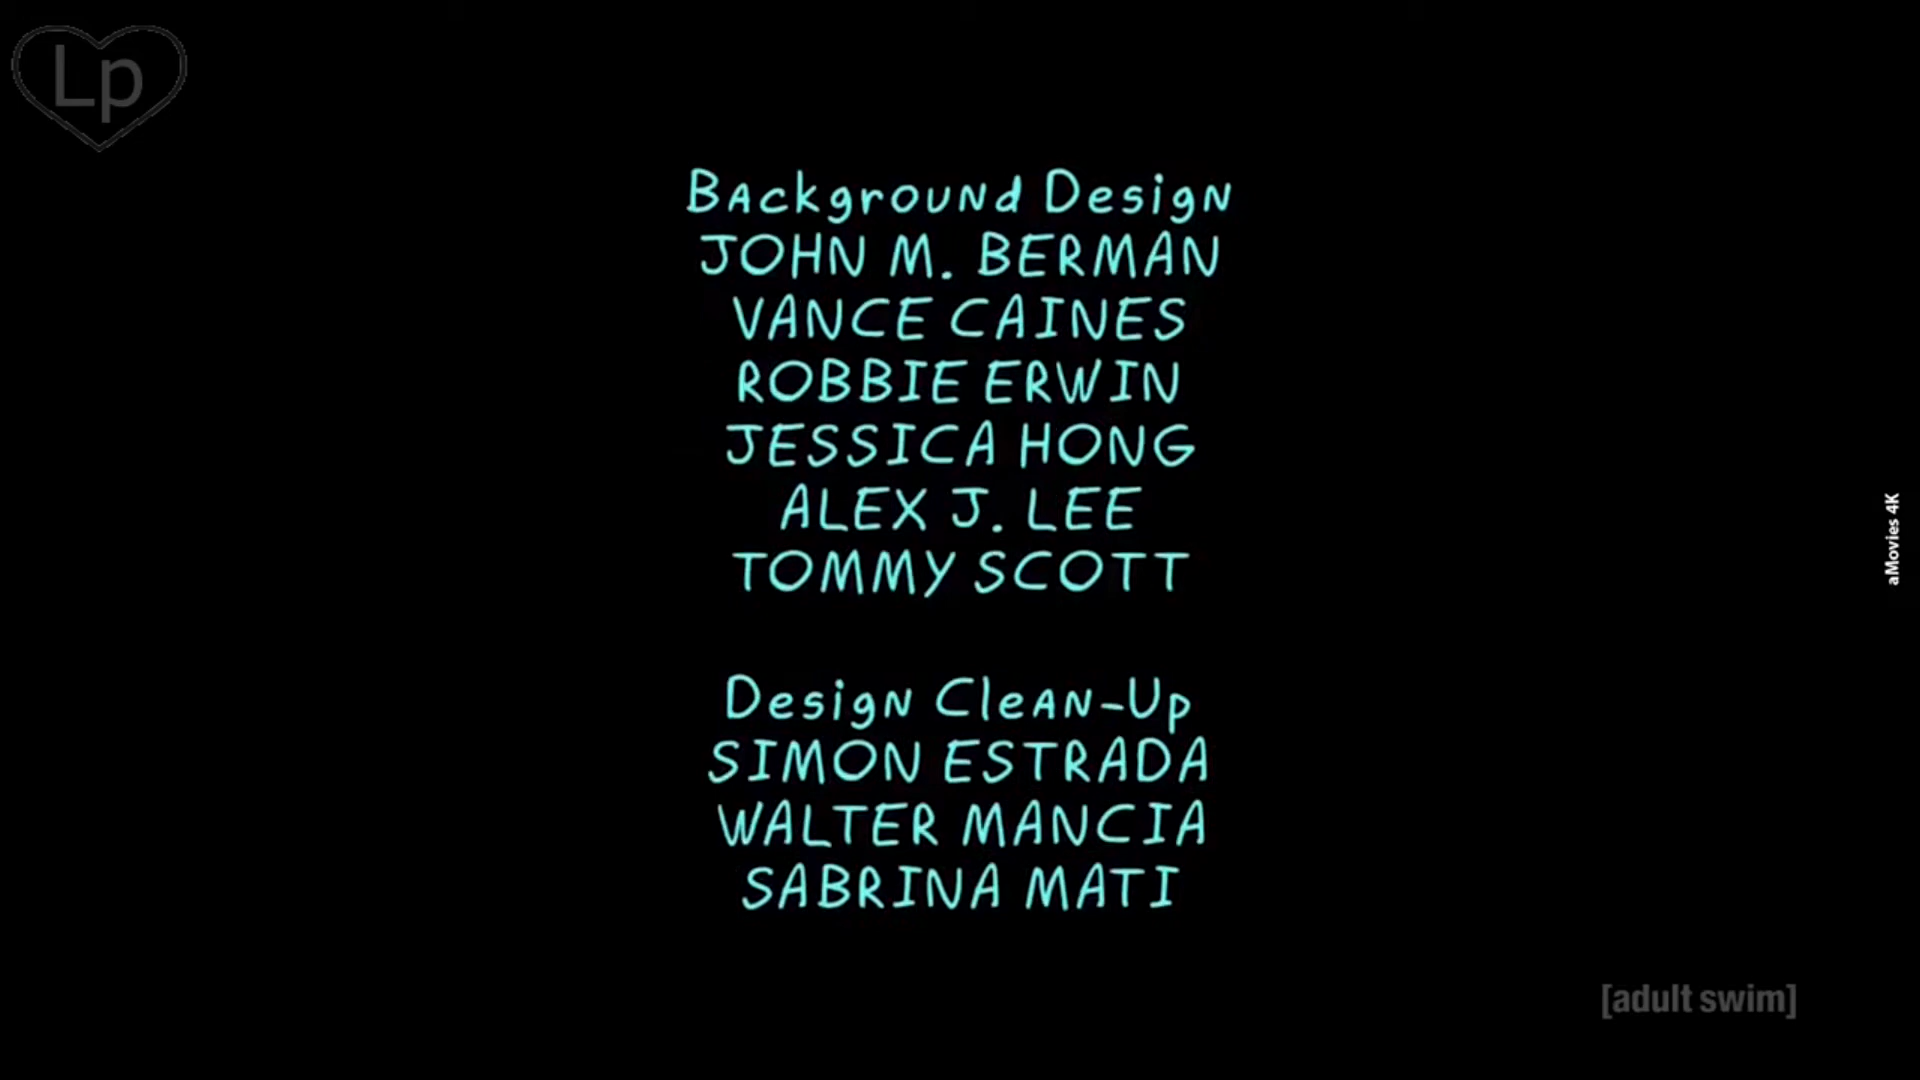 Lp
Background Design
JOHN M. BERMAN
VANCE CAINES
ROBBIE ERWIN
JESSICA HONG
ALEX J. LEE
TOMMY SCOTT
Design Clean-Up
SIMON ESTRADA
WALTER MANCIA
SABRINA MATI
aMovies 4K
[adult swim]